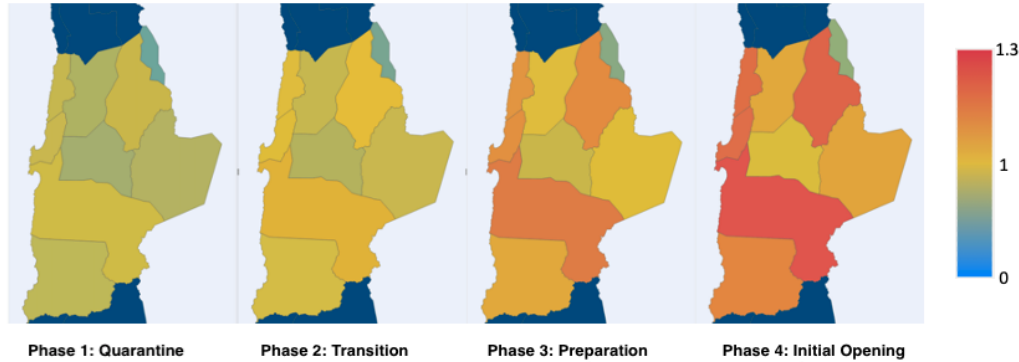 1.3
1
0
Phase 1: Quarantine
Phase 2: Transition
Phase 3: Preparation
Phase 4: Initial Opening